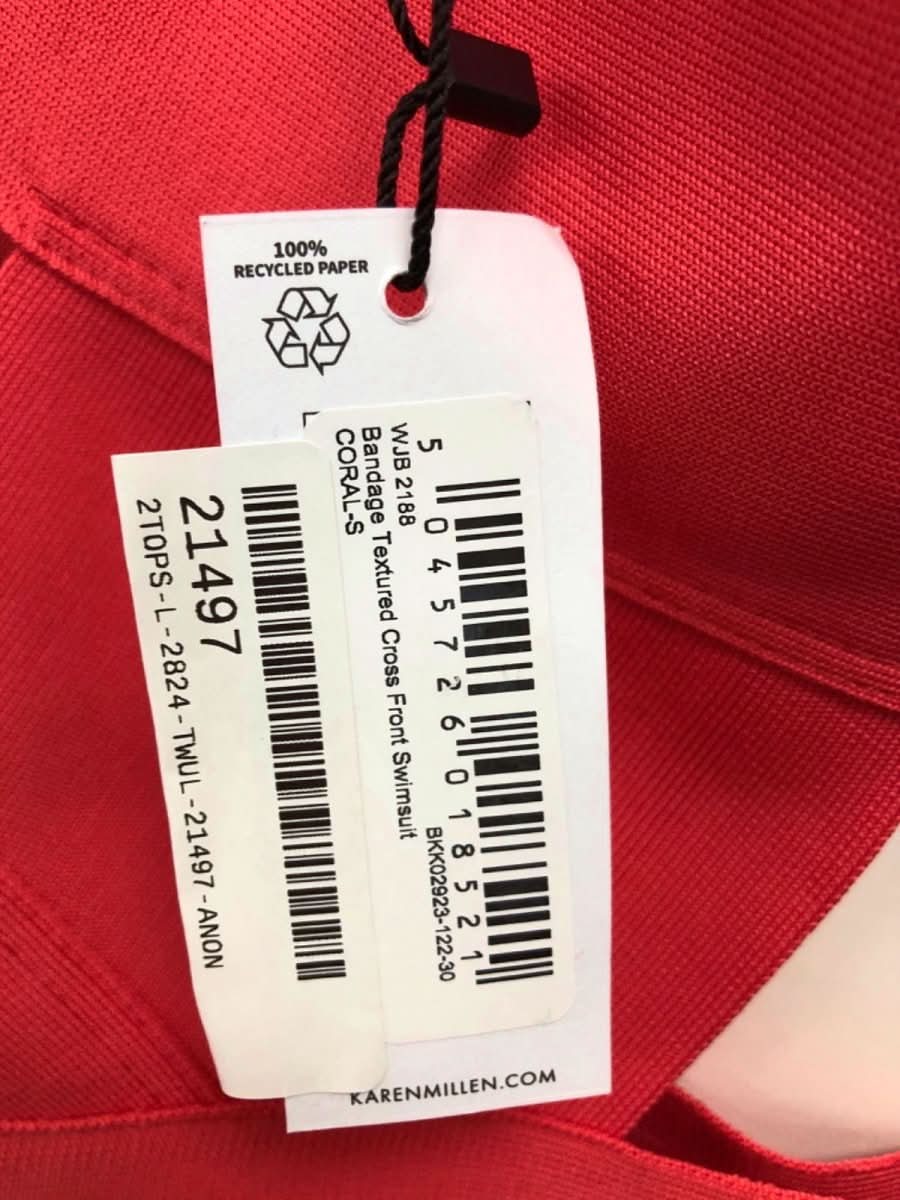 100%
RECYCLED PAPER
5 045726 018521
WJB 2188
Bandage Textured Cross Front Swimsuit
CORAL-S
BKK02923-122-30
21497
2TOPS-L-2824-TWUL-21497-ANON
KARENMILLEN.COM